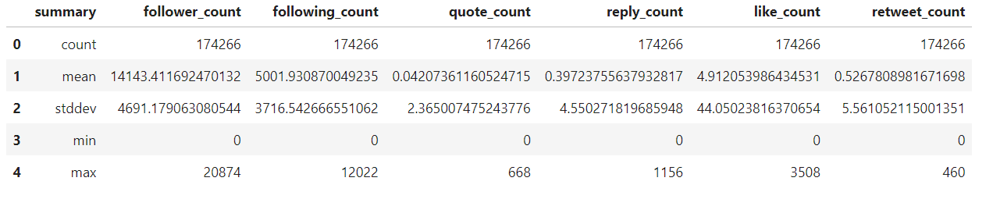 summary follower_count following_count quote_count reply_count like_count retweet_count
0 count 174266 174266 174266 174266 174266 174266
1 mean 14143.411692470132 5001.930870049235 0.04207361160524715 0.39723755637932817 4.912053986434531 0.5267808981671698
2 stddev 4691.179063080544 3716.542666551062 2.365007475243776 4.550271819685948 44.05023816370654 5.561052115001351
3 min 0 0 0 0 0 0
4 max 20874 12022 668 1156 3508 460